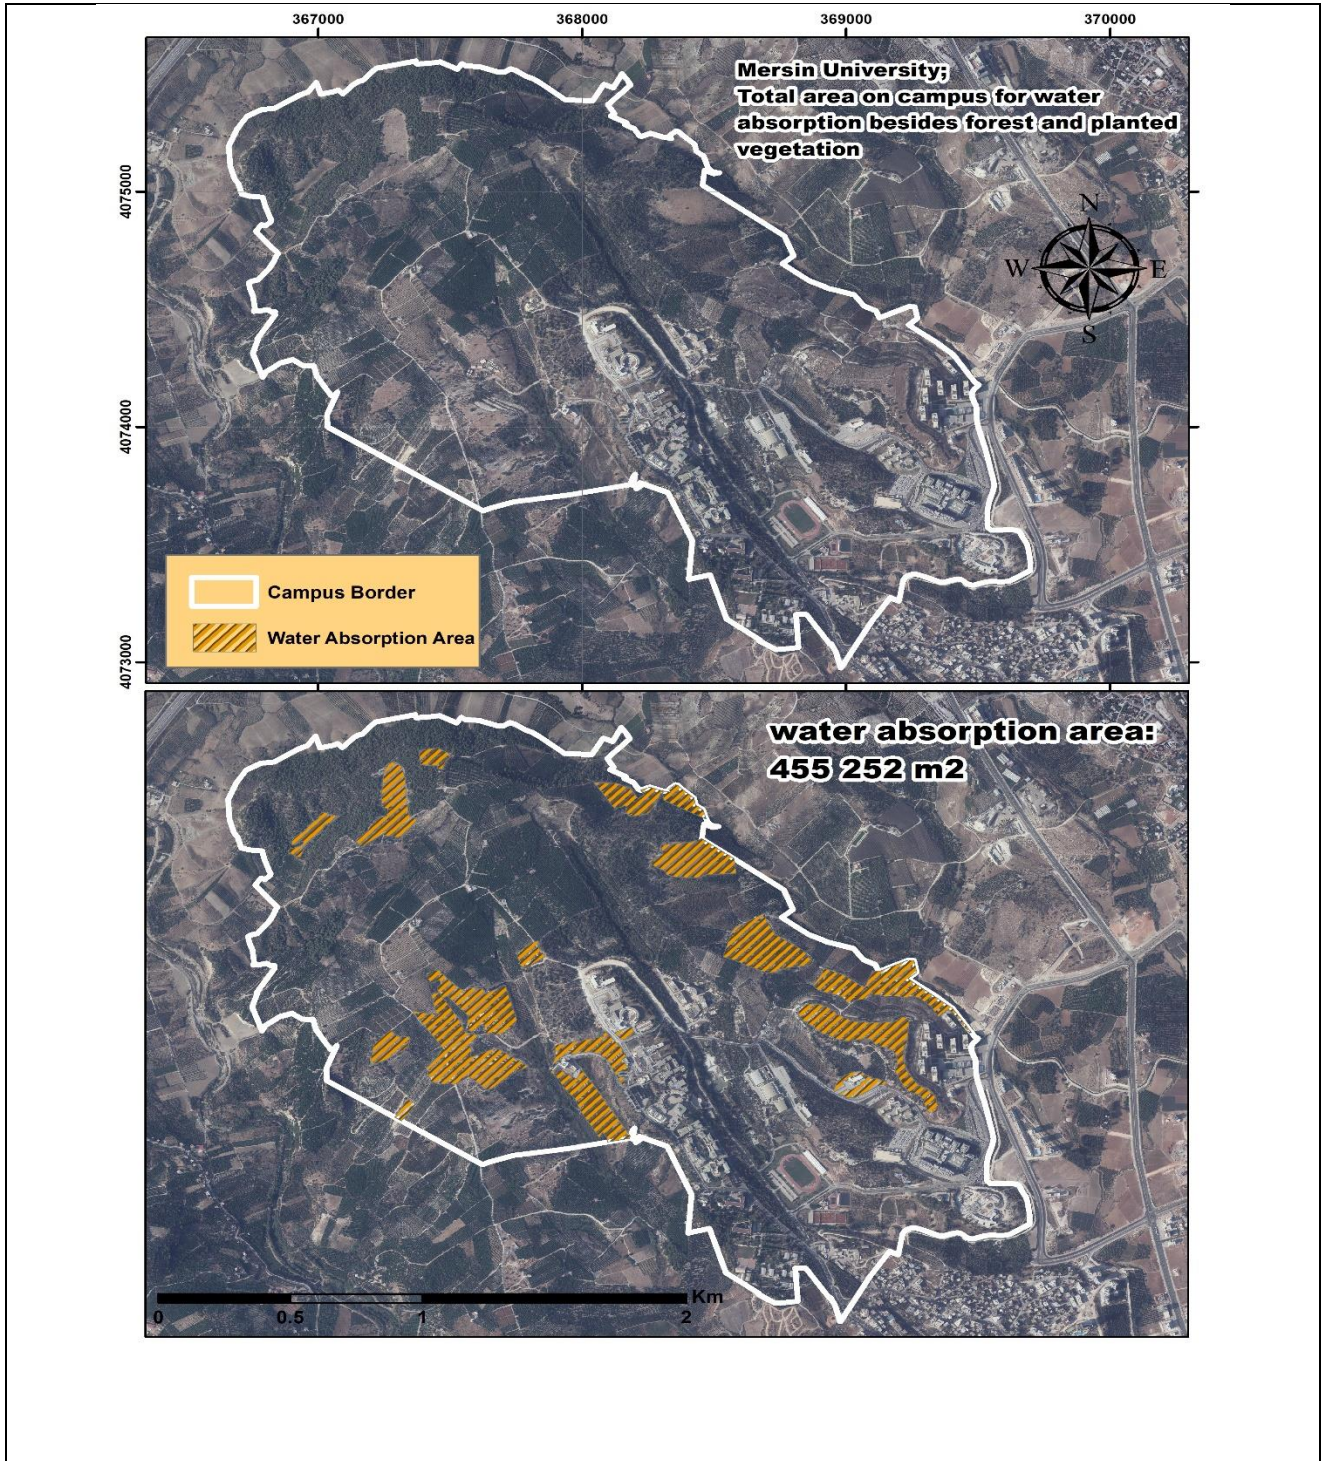 367000
368000
369000
370000
Mersin University;
Total area on campus for water
absorption besides forest and planted
vegetation
4075000
N
W
E
S
4074000
Campus Border
Water Absorption Area
4073000
water absorption area:
455 252 m2
Km
0
0.5
1
2